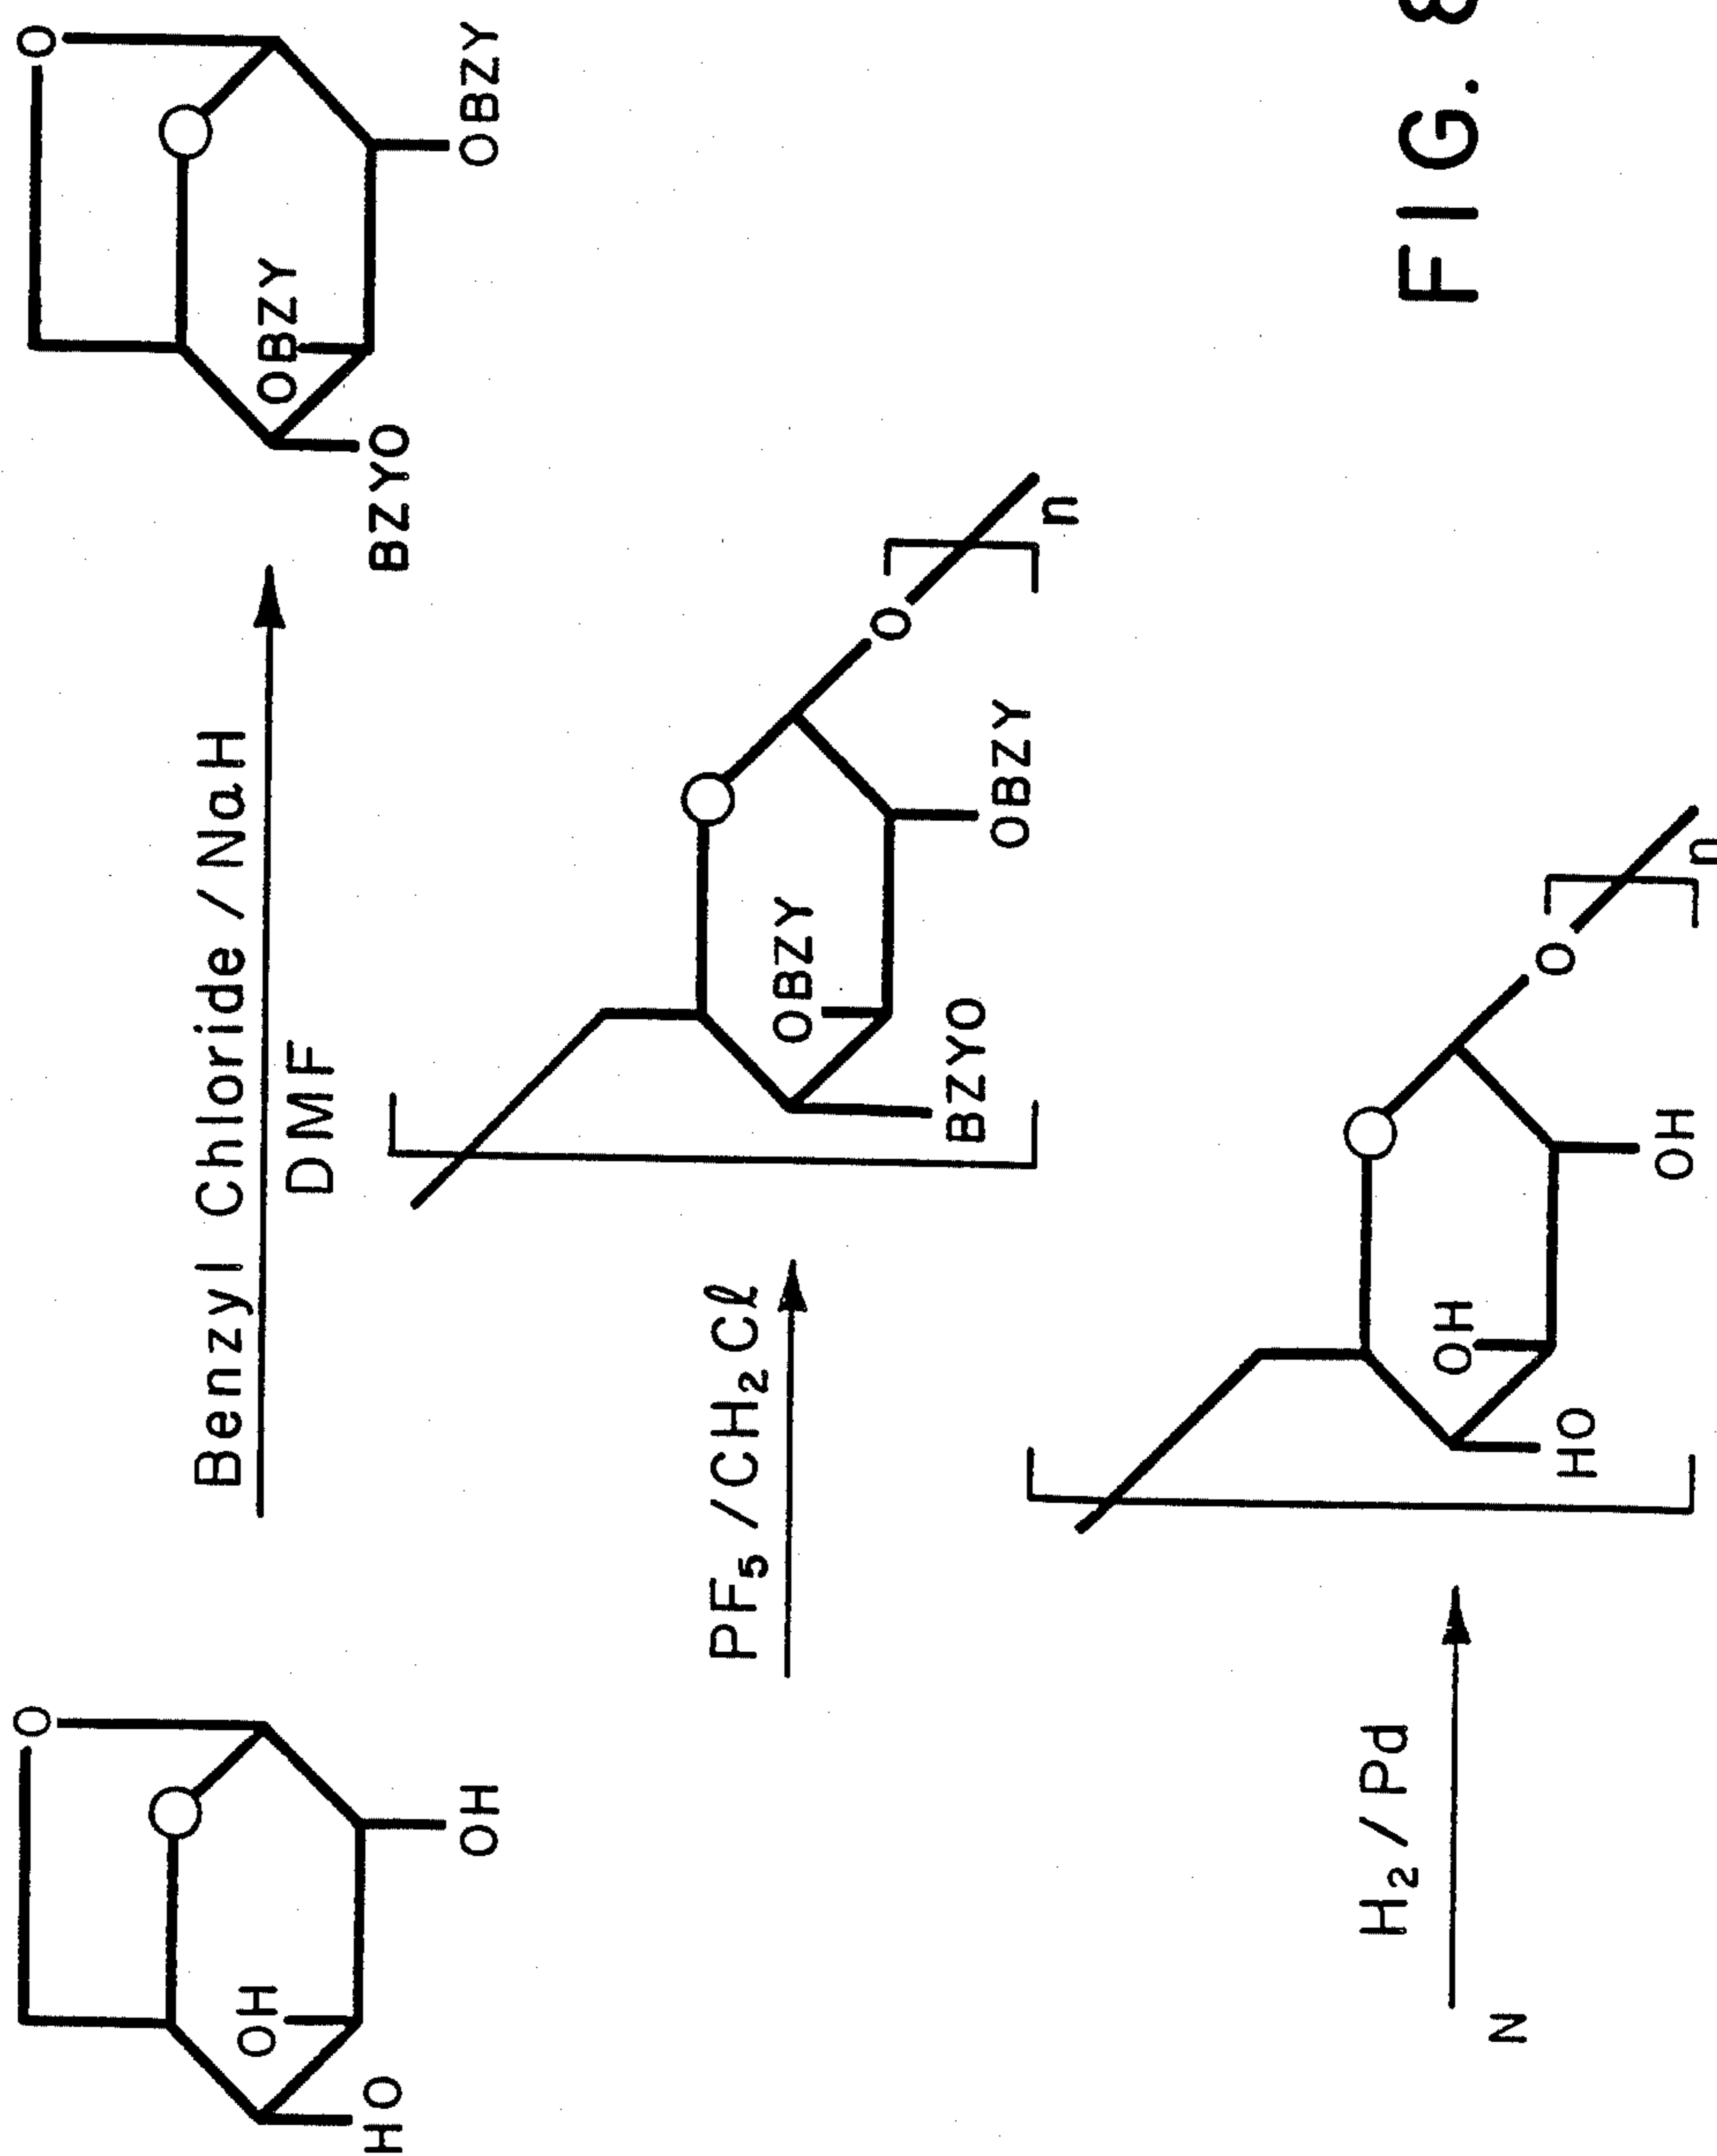 O
OH
HO
OH
Benzyl Chloride/NaH
DMF
O
OBZY
BZYO
OBZY
PF5/CH2Cl
OBZY
BZYO
OBZY
O
n
H2/Pd
N
OH
HO
OH
O
n
FIG. 8